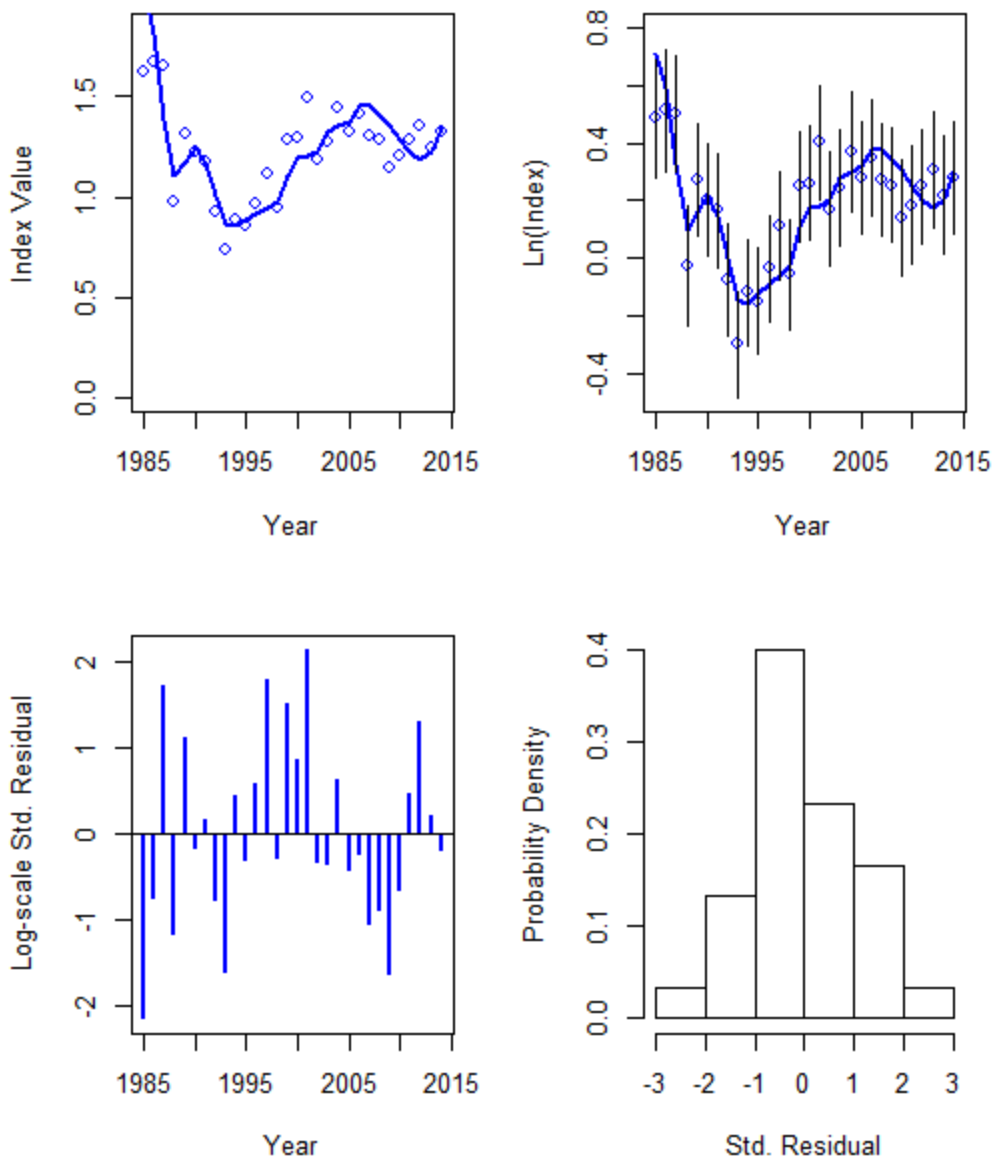 Index Value
1.5
1.0
0.5
0.0
1985 1995 2005 2015
Year
Ln(Index)
0.8
0.4
0.0
-0.4
1985 1995 2005 2015
Year
Log-scale Std. Residual
2
1
0
-1
-2
1985 1995 2005 2015
Year
Probability Density
0.4
0.3
0.2
0.1
0.0
-3 -2 -1 0 1 2 3
Std. Residual